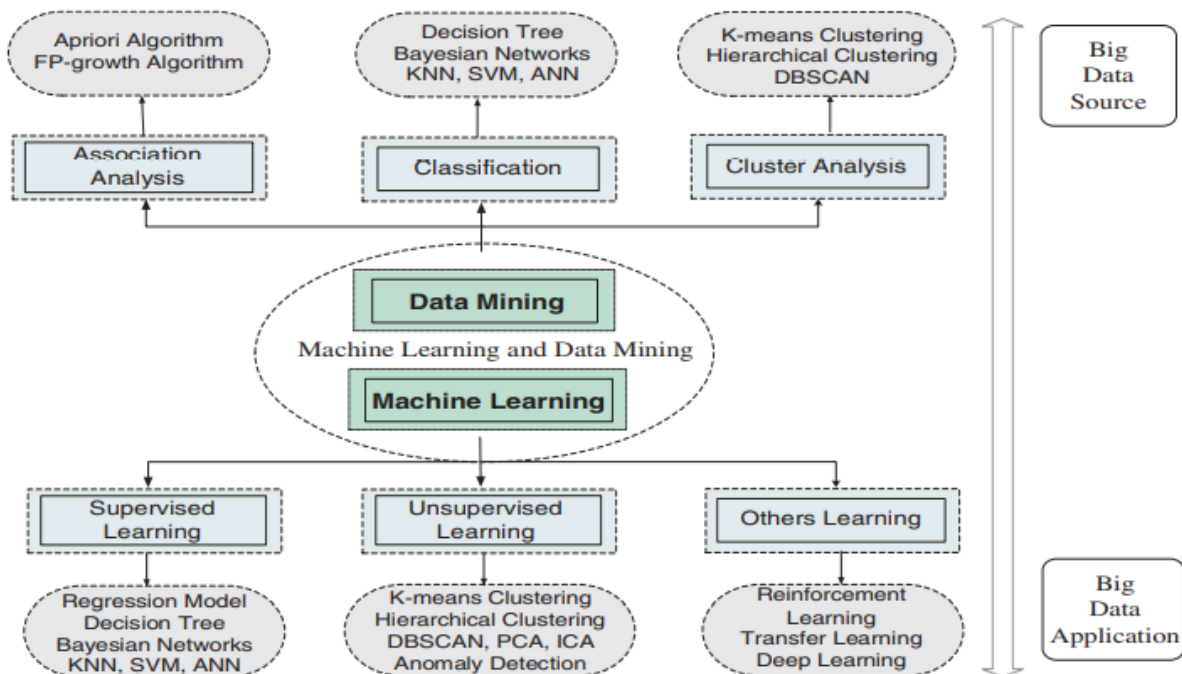 Apriori Algorithm
FP-growth Algorithm
Decision Tree
Bayesian Networks
KNN, SVM, ANN
K-means Clustering
Hierarchical Clustering
DBSCAN
Big
Data
Source
Association
Analysis
Classification
Cluster Analysis
Data Mining
Machine Learning and Data Mining
Machine Learning
Supervised
Learning
Unsupervised
Learning
Others Learning
Regression Model
Decision Tree
Bayesian Networks
KNN, SVM, ANN
K-means Clustering
Hierarchical Clustering
DBSCAN, PCA, ICA
Anomaly Detection
Reinforcement
Learning
Transfer Learning
Deep Learning
Big
Data
Application